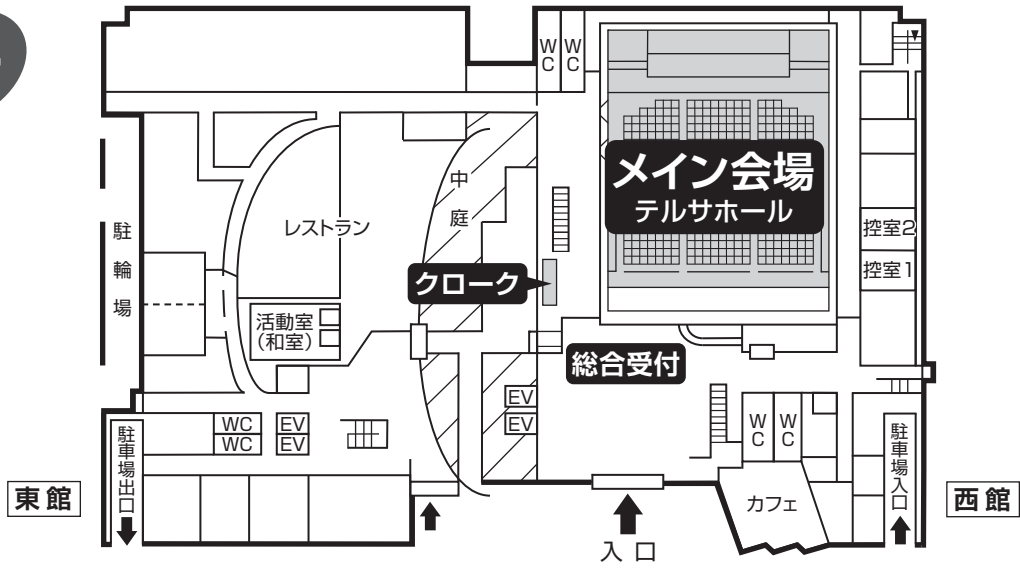 WC
WC
メイン会場
テルサホール
中庭
レストラン
控室2
控室1
駐輪場
クローク
活動室
(和室)
総合受付
EV
EV
WC
EV
WC
EV
WC
WC
駐車場出口
駐車場入口
カフェ
東館
西館
入口